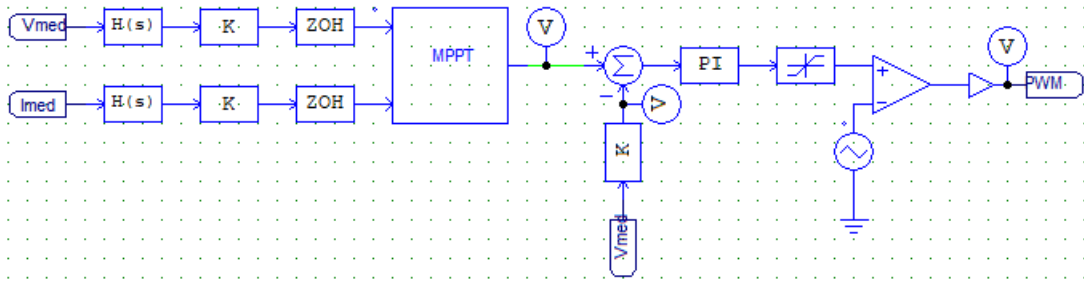 Vmed H(s) K ZOH
MPPT
V
V
Imed H(s) K ZOH
+
Σ
−
PI
+
−
PWM
V
K
Vmed